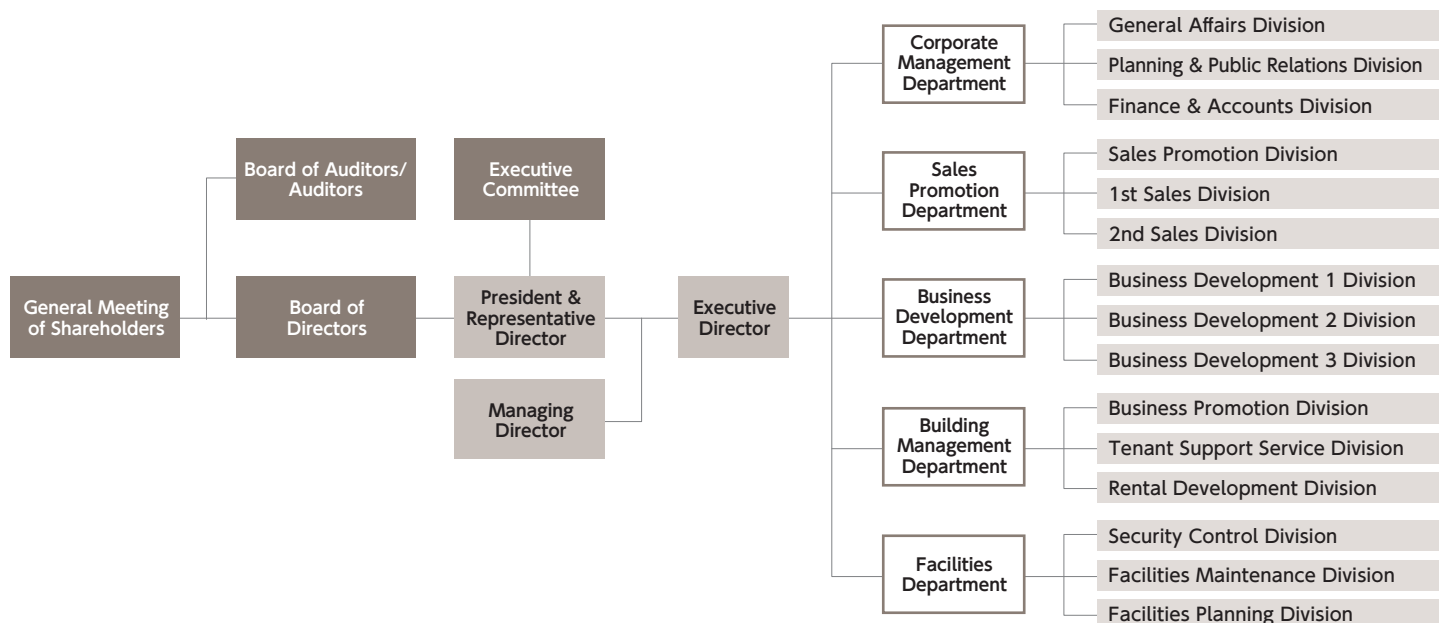 General Meeting
of Shareholders
Board of Auditors/
Auditors
Board of
Directors
Executive
Committee
President &
Representative
Director
Managing
Director
Executive
Director
Corporate
Management
Department
General Affairs Division
Planning & Public Relations Division
Finance & Accounts Division
Sales
Promotion
Department
Sales Promotion Division
1st Sales Division
2nd Sales Division
Business
Development
Department
Business Development 1 Division
Business Development 2 Division
Business Development 3 Division
Building
Management
Department
Business Promotion Division
Tenant Support Service Division
Rental Development Division
Facilities
Department
Security Control Division
Facilities Maintenance Division
Facilities Planning Division